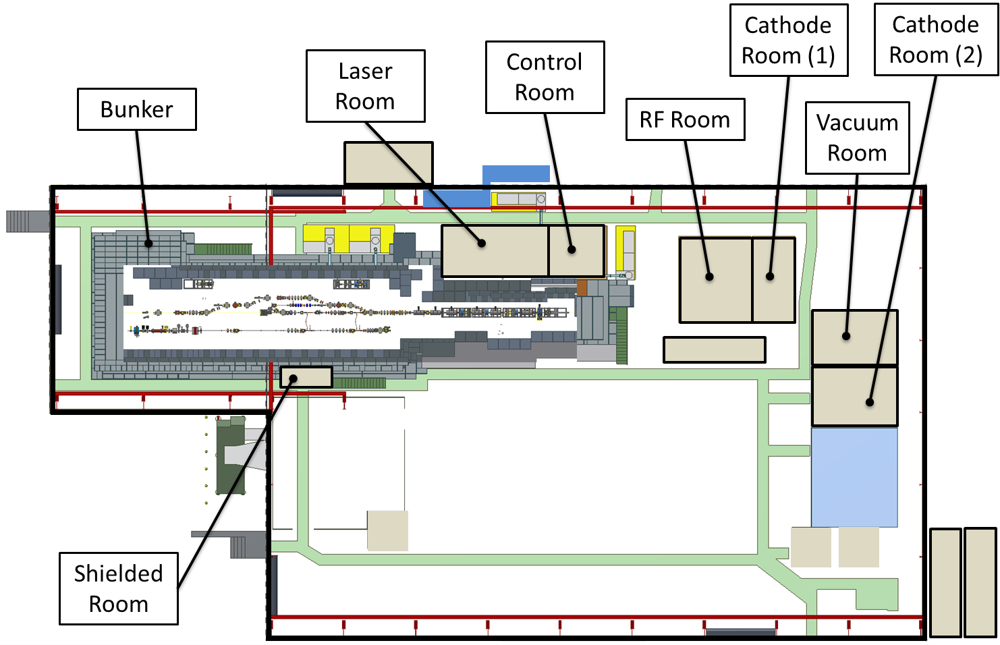 Cathode
Room (1)
Cathode
Room (2)
Control
Room
Laser
Room
Bunker
RF Room
Vacuum
Room
Shielded
Room